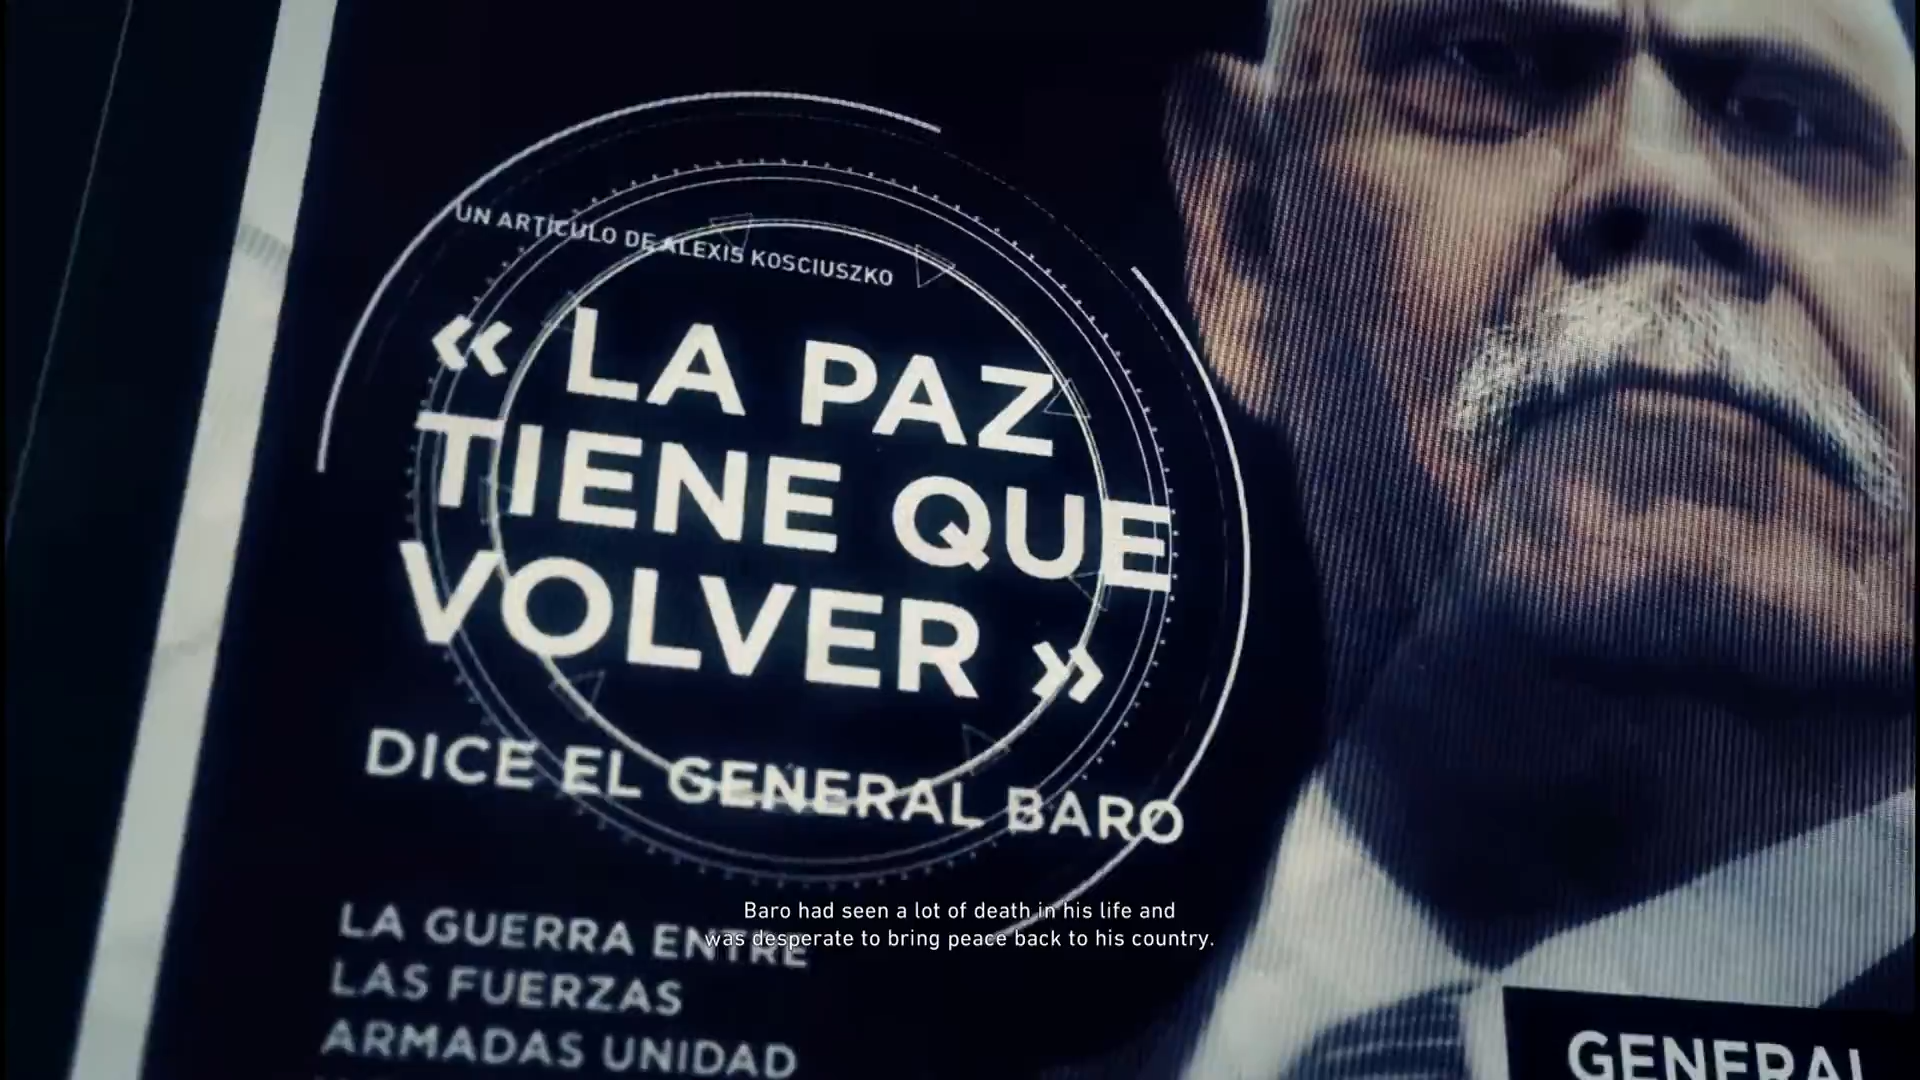 UN ARTÍCULO DE ALEXIS KOSCIUSZKO
« LA PAZ
TIENE QUE
VOLVER »
DICE EL GENERAL BARO
LA GUERRA ENTRE
LAS FUERZAS
ARMADAS UNIDAD
Baro had seen a lot of death in his life and
was desperate to bring peace back to his country.
GENERAL